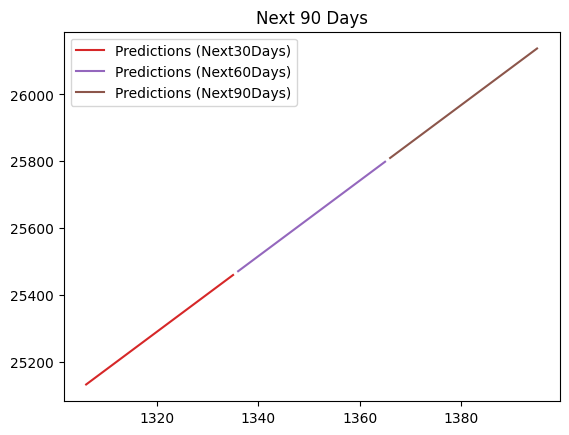 Next 90 Days
Predictions (Next30Days)
Predictions (Next60Days)
Predictions (Next90Days)
26000
25800
25600
25400
25200
1320 1340 1360 1380